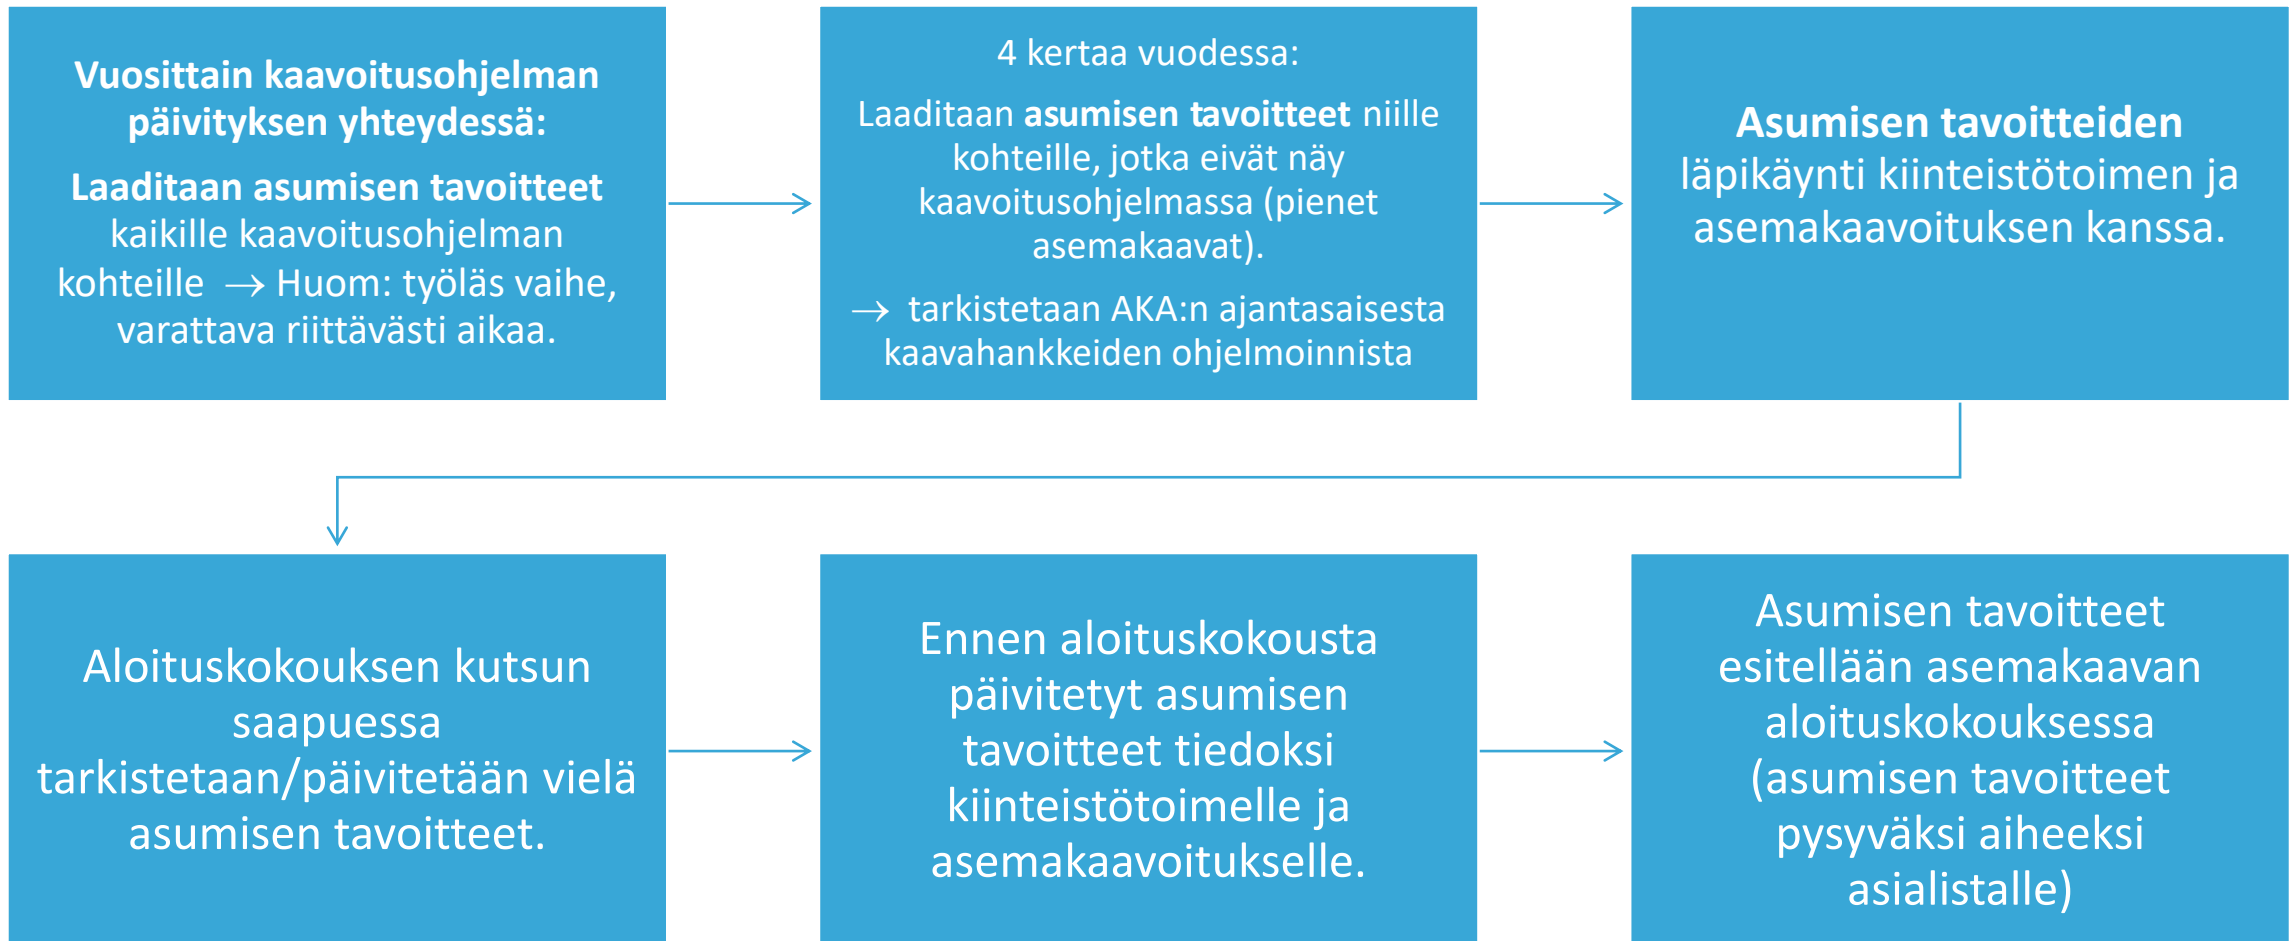 Vuosittain kaavoitusohjelman
päivityksen yhteydessä:
Laaditaan asumisen tavoitteet
kaikille kaavoitusohjelman
kohteille → Huom: työläs vaihe,
varattava riittävästi aikaa.
4 kertaa vuodessa:
Laaditaan asumisen tavoitteet niille
kohteille, jotka eivät näy
kaavoitusohjelmassa (pienet
asemakaavat).
→ tarkistetaan AKA:n ajantasaisesta
kaavahankkeiden ohjelmoinnista
Asumisen tavoitteiden
läpikäynti kiinteistötoimen ja
asemakaavoituksen kanssa.
Aloituskokouksen kutsun
saapuessa
tarkistetaan/päivitetään vielä
asumisen tavoitteet.
Ennen aloituskokousta
päivitetyt asumisen
tavoitteet tiedoksi
kiinteistötoimelle ja
asemakaavoitukselle.
Asumisen tavoitteet
esitellään asemakaavan
aloituskokouksessa
(asumisen tavoitteet
pysyväksi aiheeksi
asialistalle)